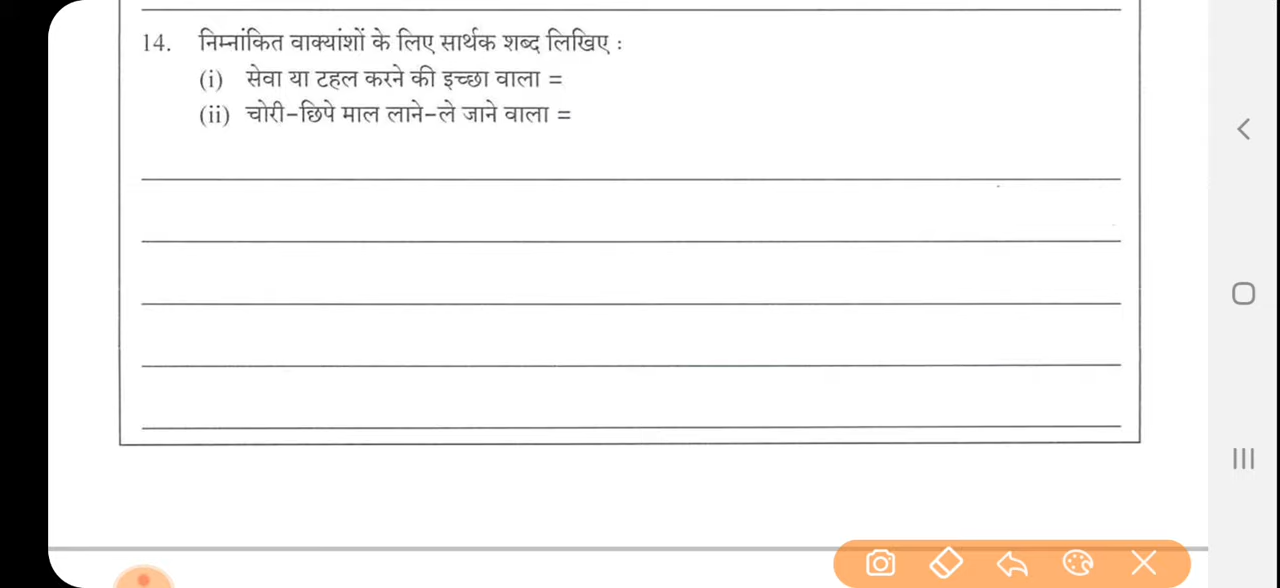 14. निम्नांकित वाक्यांशों के लिए सार्थक शब्द लिखिए :
(i) सेवा या टहल करने की इच्छा वाला =
(ii) चोरी-छिपे माल लाने-ले जाने वाला =